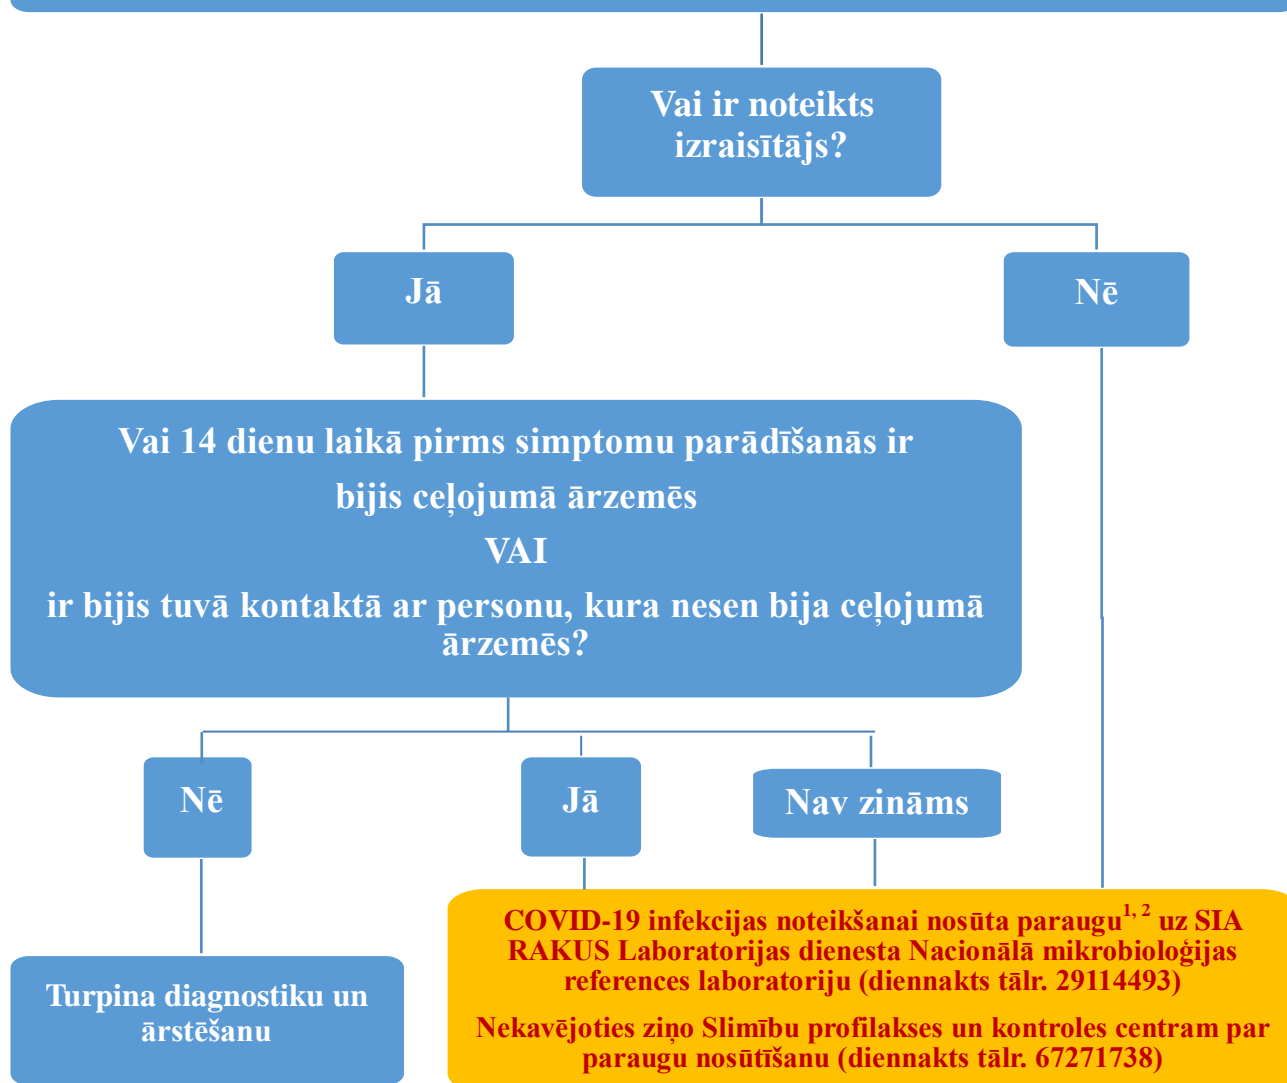 Vai ir noteikts
izraisītājs?
Jā
Nē
Vai 14 dienu laikā pirms simptomu parādīšanās ir
bijis ceļojumā ārzemēs
VAI
ir bijis tuvā kontaktā ar personu, kura nesen bija ceļojumā
ārzemēs?
Nē
Jā
Nav zināms
Turpina diagnostiku un
ārstēšanu
COVID-19 infekcijas noteikšanai nosūta paraugu1, 2 uz SIA
RAKUS Laboratorijas dienesta Nacionālā mikrobioloģijas
references laboratoriju (diennakts tālr. 29114493)
Nekavējoties ziņo Slimību profilakses un kontroles centram par
paraugu nosūtīšanu (diennakts tālr. 67271738)